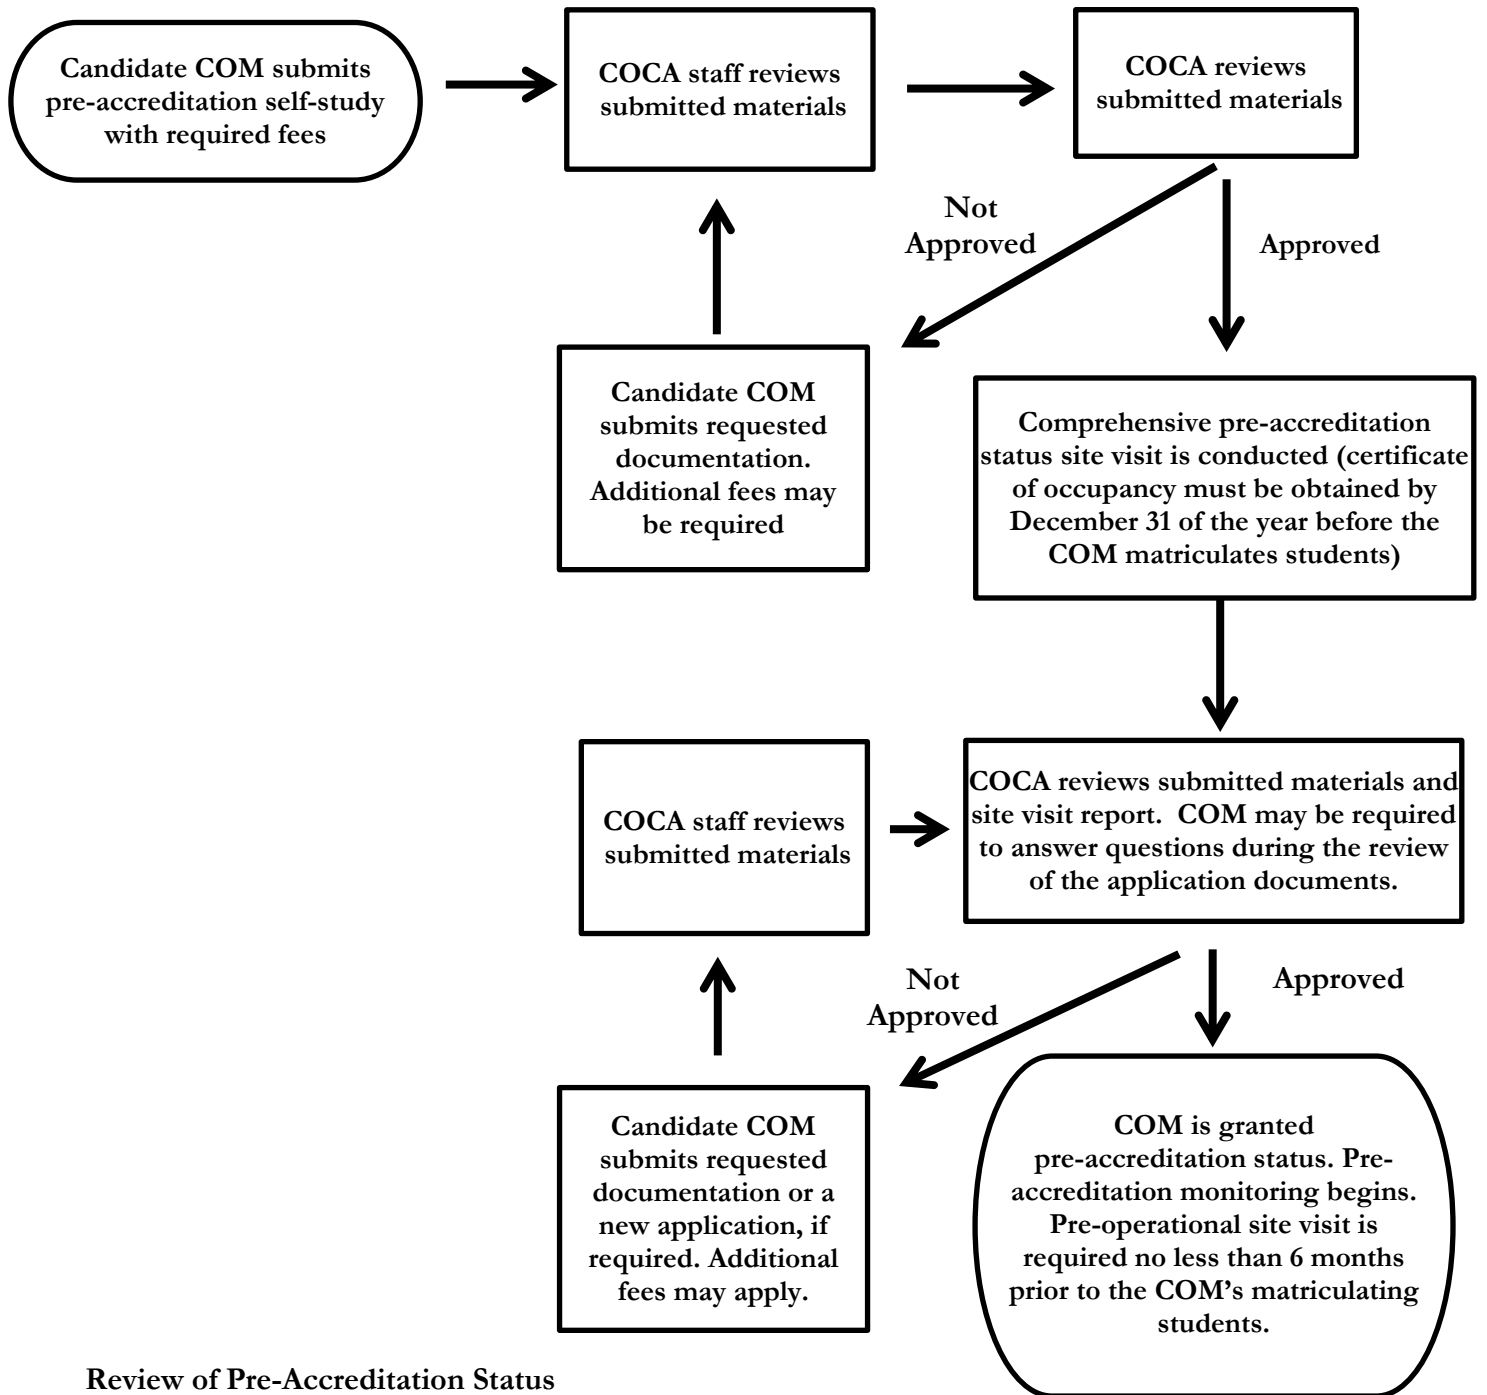 Candidate COM submits
pre-accreditation self-study
with required fees
COCA staff reviews
submitted materials
COCA reviews
submitted materials
Not
Approved
Approved
Candidate COM
submits requested
documentation.
Additional fees may
be required
Comprehensive pre-accreditation
status site visit is conducted (certificate
of occupancy must be obtained by
December 31 of the year before the
COM matriculates students)
COCA staff reviews
submitted materials
COCA reviews submitted materials and
site visit report.  COM may be required
to answer questions during the review
of the application documents.
Not
Approved
Approved
Candidate COM
submits requested
documentation or a
new application, if
required. Additional
fees may apply.
COM is granted
pre-accreditation status. Pre-
accreditation monitoring begins.
Pre-operational site visit is
required no less than 6 months
prior to the COM’s matriculating
students.
Review of Pre-Accreditation Status